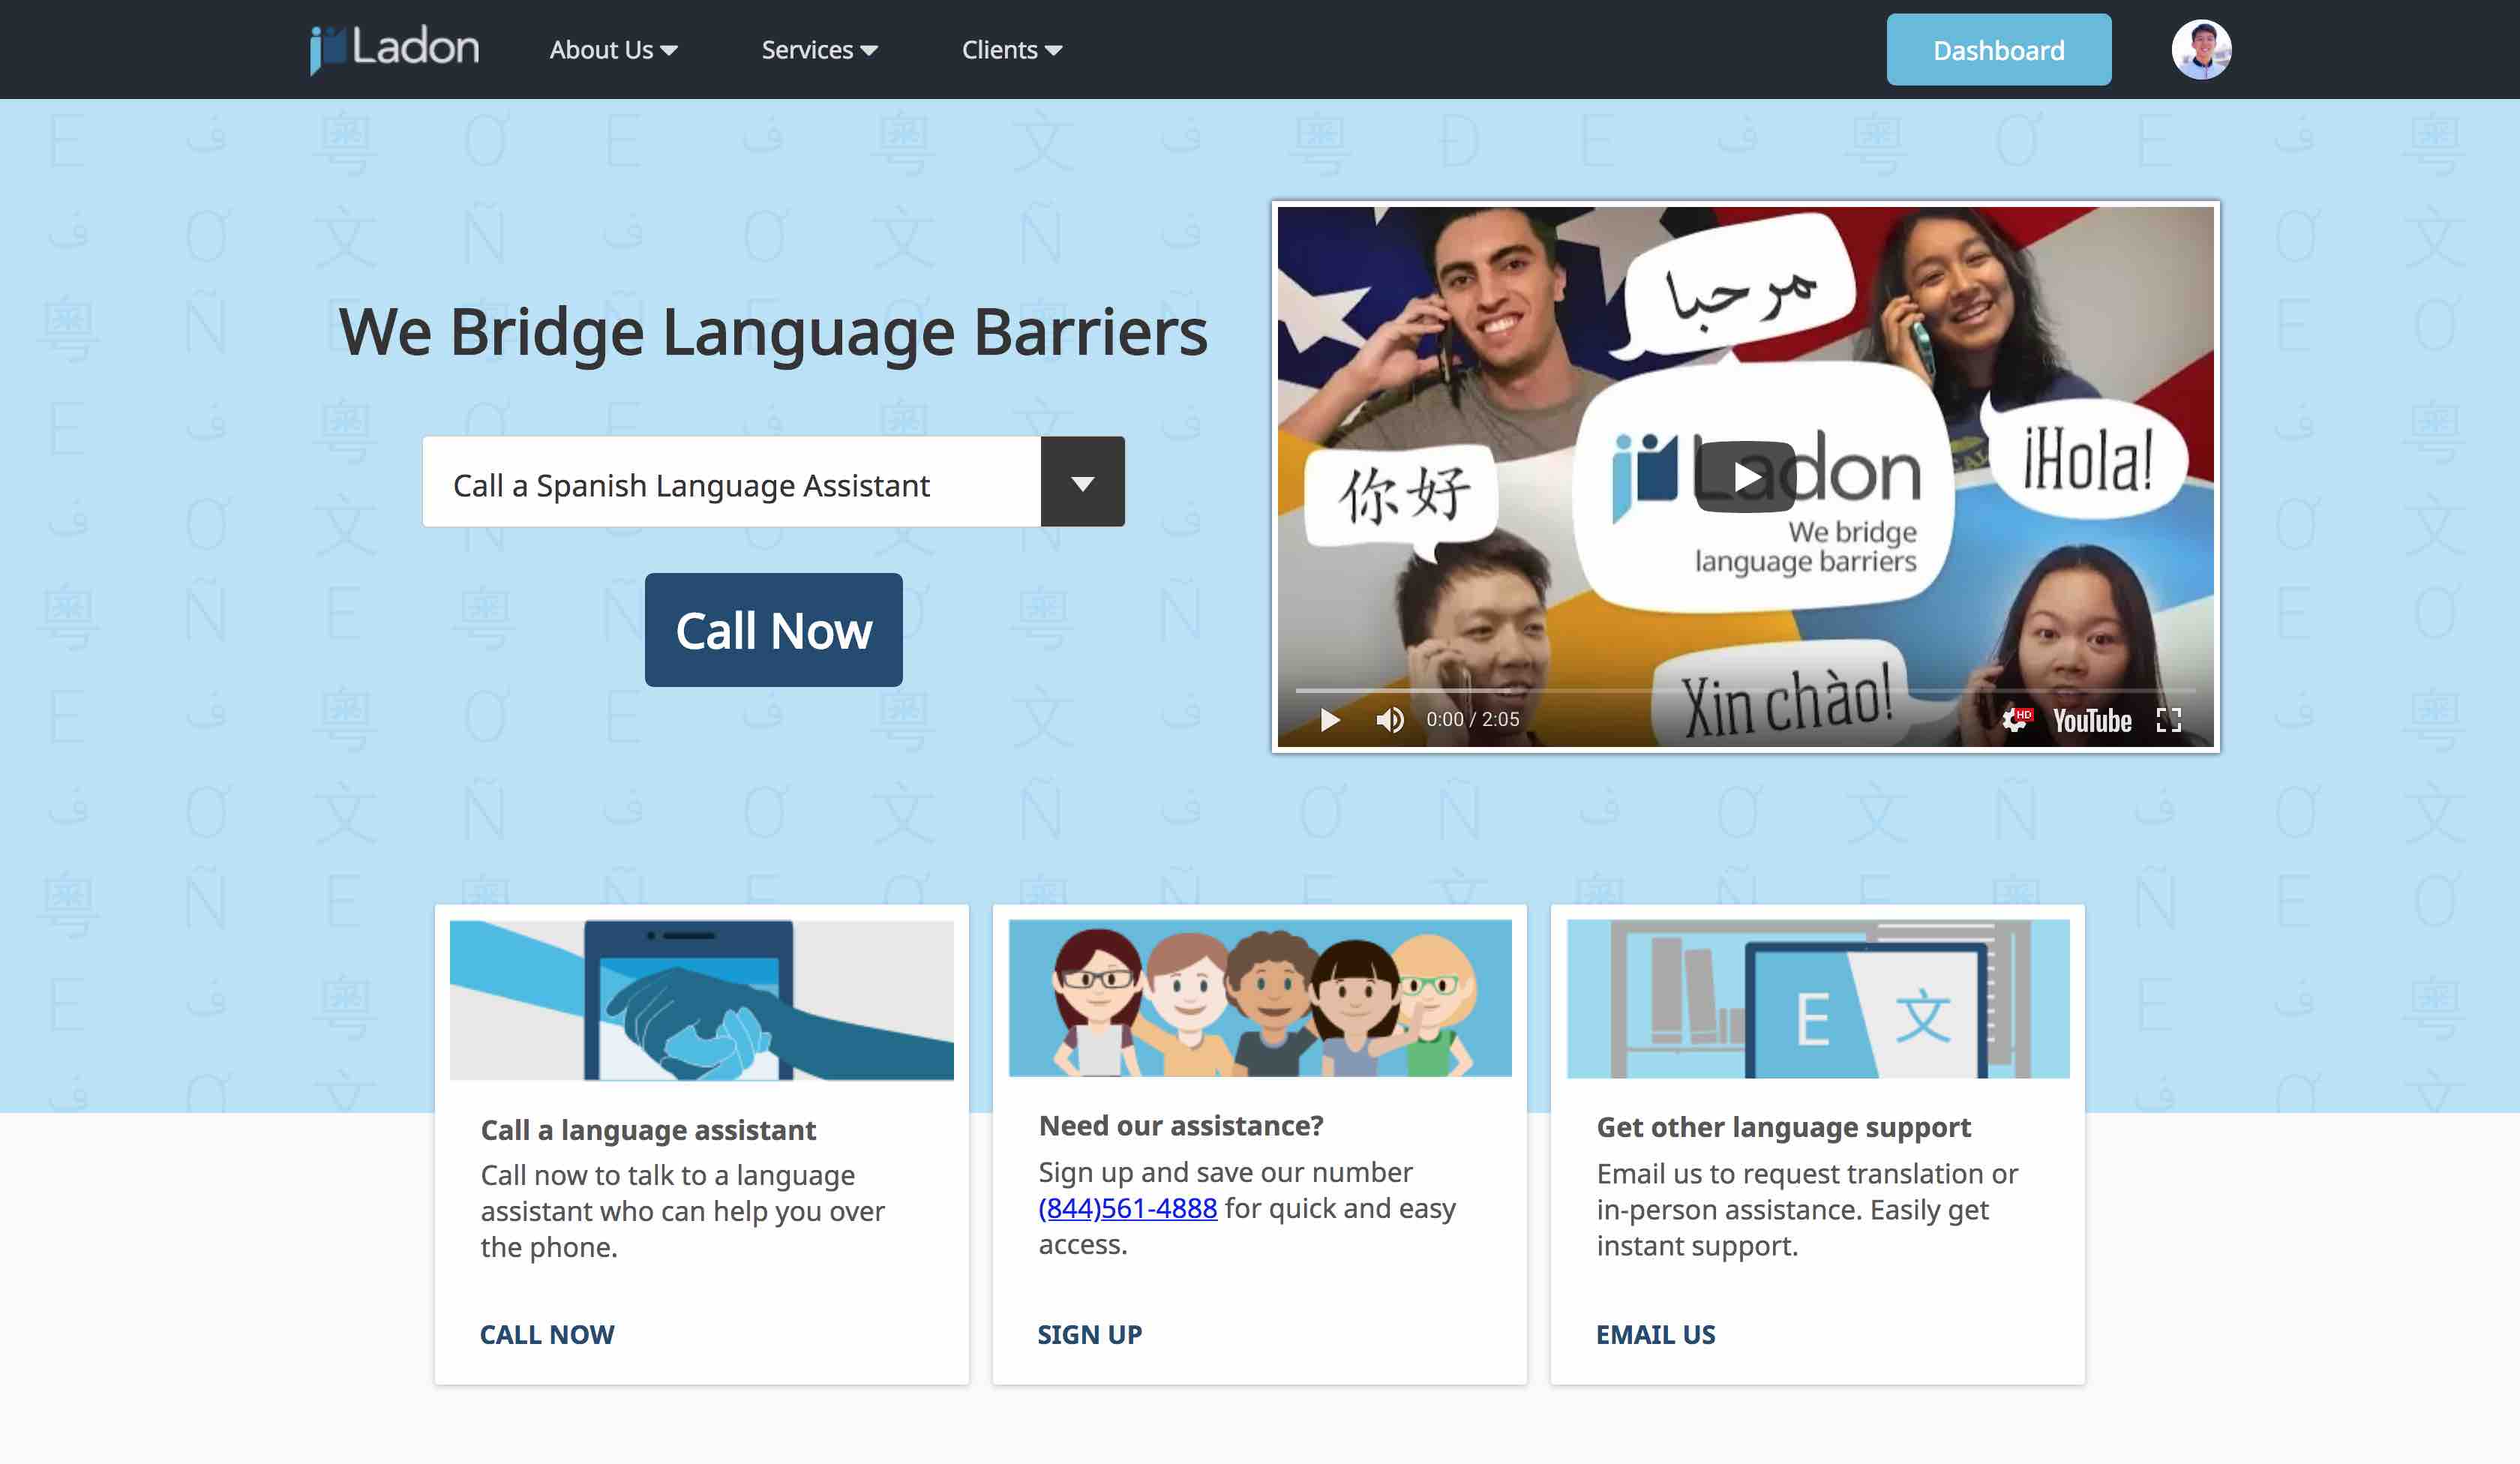 Ladon
About Us
Services
Clients
Dashboard
We Bridge Language Barriers
Call a Spanish Language Assistant
Call Now
مرحبا
¡Hola!
你好
Ladon
We bridge
language barriers
Xin chào!
0:00 / 2:05
HD
YouTube
E 文
Call a language assistant
Call now to talk to a language
assistant who can help you over
the phone.
CALL NOW
Need our assistance?
Sign up and save our number
(844)561-4888 for quick and easy
access.
SIGN UP
Get other language support
Email us to request translation or
in-person assistance. Easily get
instant support.
EMAIL US